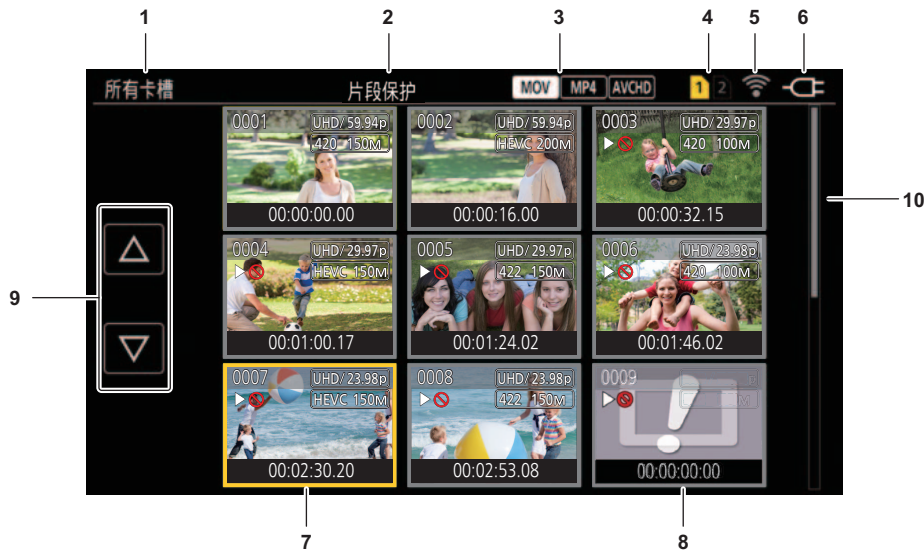 1 2 3 4 5 6
所有卡槽 片段保护 MOV MP4 AVCHD 1 2
0001 UHD/59.94p 420 150M 00:00:00.00
0002 UHD/59.94p HEVC 200M 00:00:16.00
0003 UHD/29.97p 420 100M 00:00:32.15
10
0004 UHD/29.97p HEVC 150M 00:01:00.17
0005 UHD/29.97p 422 150M 00:01:24.02
0006 UHD/23.98p 420 100M 00:01:46.02
9
0007 UHD/23.98p HEVC 150M 00:02:30.20
0008 UHD/23.98p 422 150M 00:02:53.08
0009 00:00:00:00
7 8